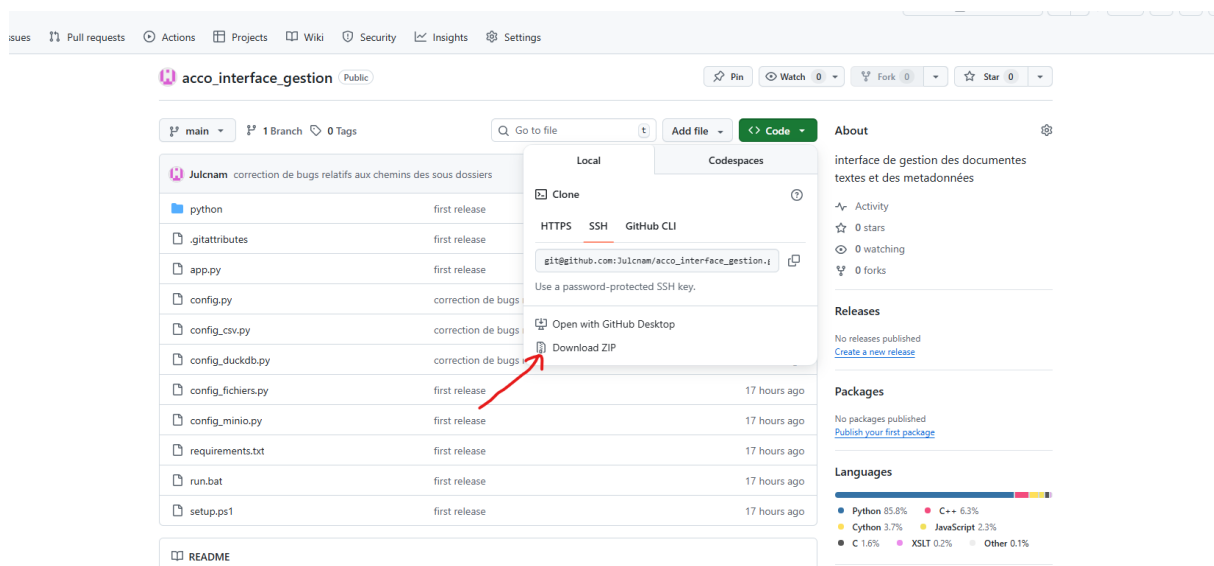 ssues Pull requests Actions Projects Wiki Security Insights Settings
acco_interface_gestion Public Pin Watch 0 Fork 0 Star 0
main 1 Branch 0 Tags Go to file t Add file <> Code
Local Codespaces
Clone
HTTPS SSH GitHub CLI
git@github.com:Julcnam/acco_interface_gestion.g
Use a password-protected SSH key.
Open with GitHub Desktop
Download ZIP
Julcnam correction de bugs relatifs aux chemins des sous dossiers
python first release
.gitattributes first release
app.py first release
config.py correction de bugs
config_csv.py correction de bugs
config_duckdb.py correction de bugs
config_fichiers.py first release 17 hours ago
config_minio.py first release 17 hours ago
requirements.txt first release 17 hours ago
run.bat first release 17 hours ago
setup.ps1 first release 17 hours ago
README
About
interface de gestion des documentes
textes et des metadonnées
Activity
0 stars
0 watching
0 forks
Releases
No releases published
Create a new release
Packages
No packages published
Publish your first package
Languages
Python 85.8% C++ 6.3%
Cython 3.7% JavaScript 2.3%
C 1.6% XSLT 0.2% Other 0.1%